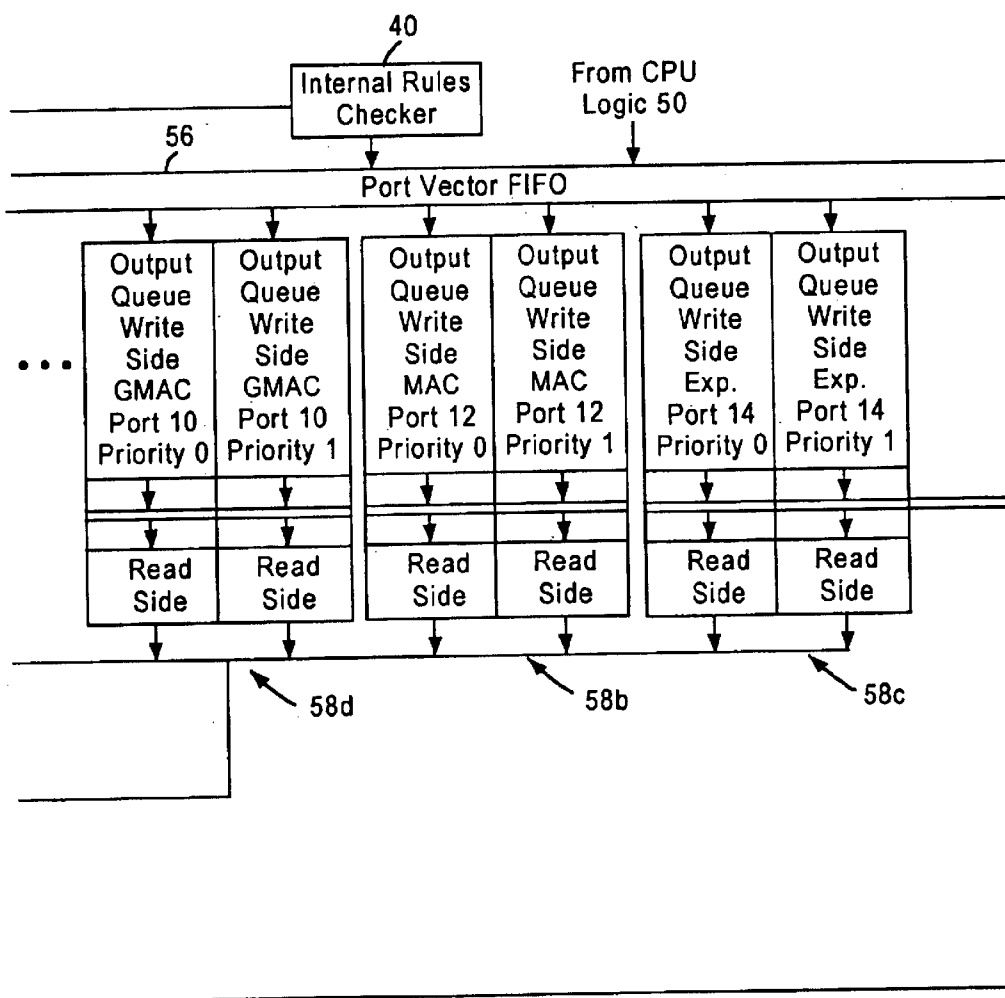 40
Internal Rules
Checker
From CPU
Logic 50
56
Port Vector FIFO
Output
Queue
Write
Side
GMAC
Port 10
Priority 0
Output
Queue
Write
Side
GMAC
Port 10
Priority 1
Output
Queue
Write
Side
MAC
Port 12
Priority 0
Output
Queue
Write
Side
MAC
Port 12
Priority 1
Output
Queue
Write
Side
Exp.
Port 14
Priority 0
Output
Queue
Write
Side
Exp.
Port 14
Priority 1
...
Read
Side
Read
Side
Read
Side
Read
Side
Read
Side
Read
Side
58d
58b
58c